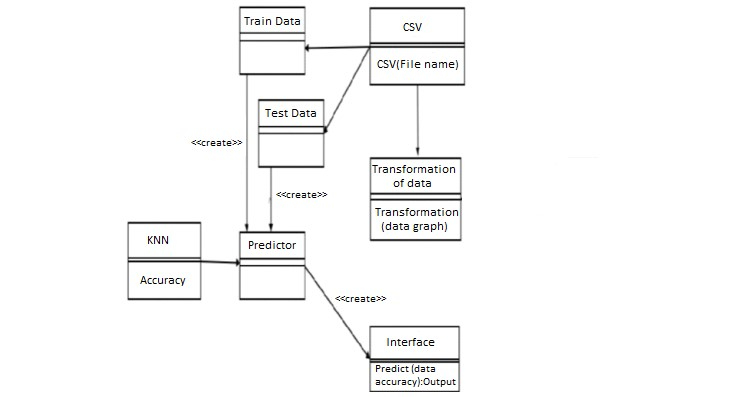 Train Data
CSV
CSV(File name)
Test Data
<<create>>
Transformation
of data
<<create>>
Transformation
(data graph)
KNN
Predictor
Accuracy
<<create>>
Interface
Predict (data
accuracy):Output